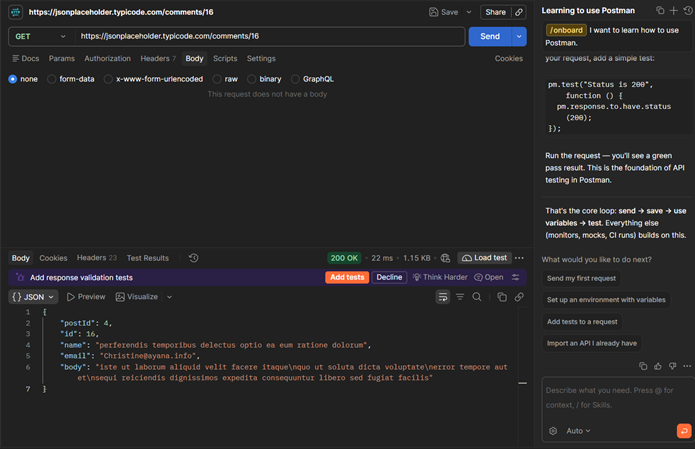 https://jsonplaceholder.typicode.com/comments/16
Save
Share
GET
https://jsonplaceholder.typicode.com/comments/16
Send
Docs
Params
Authorization
Headers 7
Body
Scripts
Settings
Cookies
none
form-data
x-www-form-urlencoded
raw
binary
GraphQL
This request does not have a body
Body
Cookies
Headers 23
Test Results
200 OK
22 ms
1.15 KB
Load test
Add response validation tests
Add tests
Decline
Think Harder
Open
{ } JSON
Preview
Visualize
1 {
2 "postId": 4,
3 "id": 16,
4 "name": "perferendis temporibus delectus optio ea eum ratione dolorum",
5 "email": "Christine@ayana.info",
6 "body": "iste ut laborum aliquid velit facere itaque\nquo ut soluta dicta voluptate\nerror tempore aut
et\nsequi reiciendis dignissimos expedita consequuntur libero sed fugiat facilis"
7 }
Learning to use Postman
/onboard I want to learn how to use
Postman.
your request, add a simple test:
pm.test("Status is 200",
function () {
pm.response.to.have.status
(200);
});
Run the request — you'll see a green
pass result. This is the foundation of API
testing in Postman.
That's the core loop: send → save → use
variables → test. Everything else
(monitors, mocks, CI runs) builds on this.
What would you like to do next?
Send my first request
Set up an environment with variables
Add tests to a request
Import an API I already have
Describe what you need. Press @ for
context, / for Skills.
Auto